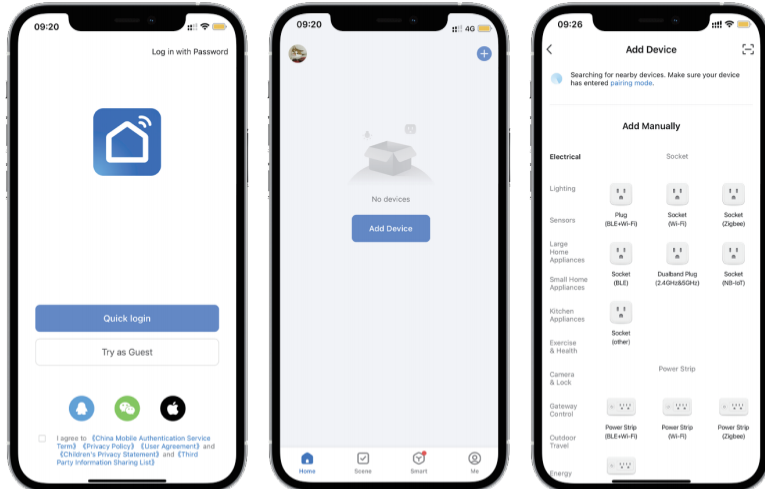 09:20
Log in with Password
Quick login
Try as Guest
I agree to 《China Mobile Authentication Service
Term》 《Privacy Policy》 《User Agreement》 and
《Children's Privacy Statement》 and 《Third
Party Information Sharing List》
09:20
4G
No devices
Add Device
Home
Scene
Smart
Me
09:26
Add Device
Searching for nearby devices. Make sure your device
has entered pairing mode.
Add Manually
Electrical
Lighting
Sensors
Large
Home
Appliances
Small Home
Appliances
Kitchen
Appliances
Exercise
& Health
Camera
& Lock
Gateway
Control
Outdoor
Travel
Energy
Socket
Plug
(BLE+Wi-Fi)
Socket
(Wi-Fi)
Socket
(Zigbee)
Socket
(BLE)
Dualband Plug
(2.4GHz&5GHz)
Socket
(NB-IoT)
Socket
(other)
Power Strip
Power Strip
(BLE+Wi-Fi)
Power Strip
(Wi-Fi)
Power Strip
(Zigbee)